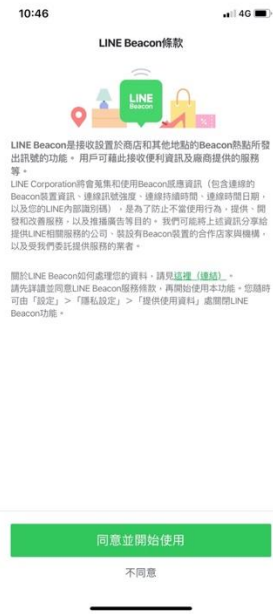 10:46
4G
LINE Beacon條款
LINE
Beacon
LINE Beacon是接收設置於商店和其他地點的Beacon熱點所發
出訊號的功能。用戶可藉此接收便利資訊及廠商提供的服務
等。
LINE Corporation將會蒐集和使用Beacon感應資訊（包含連線的
Beacon裝置資訊、連線訊號強度、連線持續時間、連線時間日期，
以及您的LINE內部識別碼），是為了防止不當使用行為，提供、開
發和改善服務，以及推播廣告等目的。我們可能將上述資訊分享給
提供LINE相關服務的公司、裝設有Beacon裝置的合作店家與機構，
以及受我們委託提供服務的業者。
關於LINE Beacon如何處理您的資料，請見這裡（連結）。
請先詳讀並同意LINE Beacon服務條款，再開始使用本功能。您隨時
可由「設定」＞「隱私設定」＞「提供使用資料」處關閉LINE
Beacon功能。
同意並開始使用
不同意